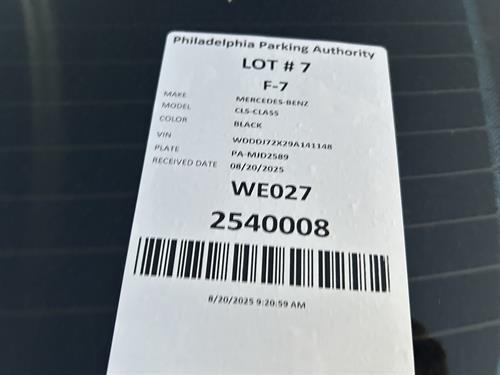 Philadelphia Parking Authority
LOT # 7
F-7
MAKE MERCEDES-BENZ
MODEL CLS-CLASS
COLOR BLACK
VIN WDDDJ72X29A141148
PLATE PA-MJD2589
RECEIVED DATE 08/20/2025
WE027
2540008
8/20/2025 9:20:59 AM